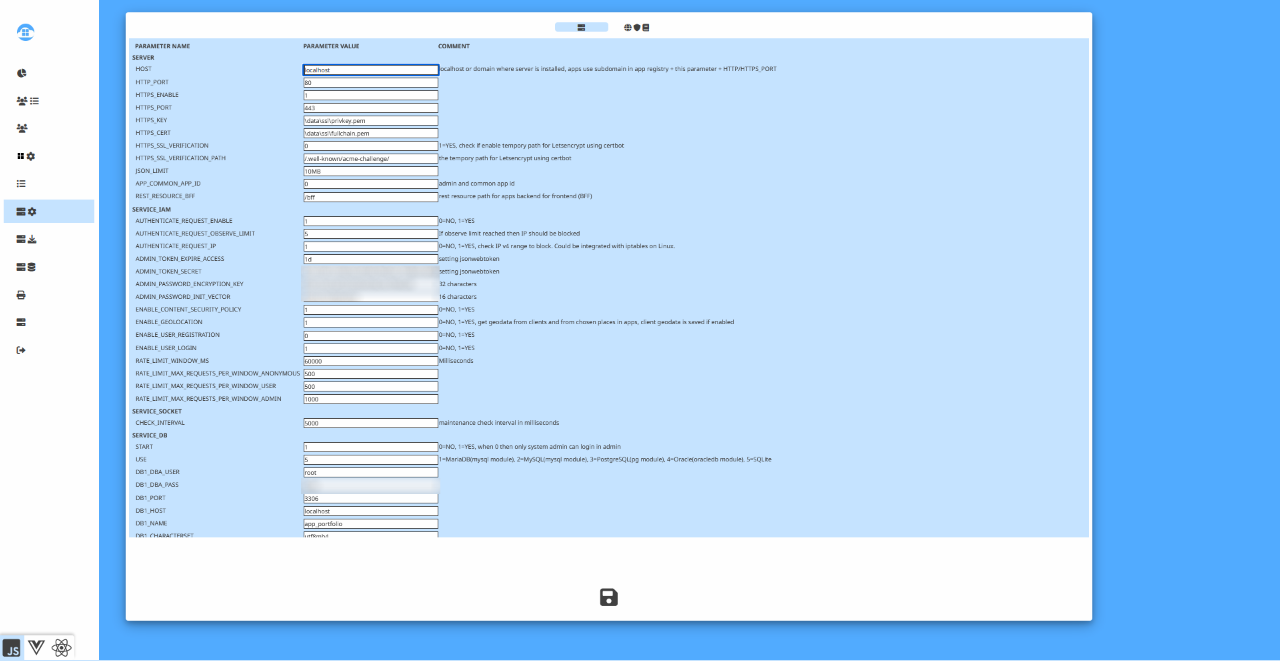 PARAMETER NAME PARAMETER VALUE COMMENT
SERVER
HOST localhost localhost or domain where server is installed, apps use subdomain in app registry + this parameter + HTTP/HTTPS_PORT
HTTP_PORT 80
HTTPS_ENABLE 1
HTTPS_PORT 443
HTTPS_KEY \data\ssl\privkey.pem
HTTPS_CERT \data\ssl\fullchain.pem
HTTPS_SSL_VERIFICATION 0 1=YES, check if enable tempory path for Letsencrypt using certbot
HTTPS_SSL_VERIFICATION_PATH /.well-known/acme-challenge/ the tempory path for Letsencrypt using certbot
JSON_LIMIT 10MB
APP_COMMON_APP_ID 0 admin and common app id
REST_RESOURCE_BFF /bff rest resource path for apps backend for frontend (BFF)
SERVICE_IAM
AUTHENTICATE_REQUEST_ENABLE 1 0=NO, 1=YES
AUTHENTICATE_REQUEST_OBSERVE_LIMIT 5 If observe limit reached then IP should be blocked
AUTHENTICATE_REQUEST_IP 1 0=NO, 1=YES, check IP v4 range to block. Could be integrated with iptables on Linux.
ADMIN_TOKEN_EXPIRE_ACCESS 1d setting jsonwebtoken
ADMIN_TOKEN_SECRET setting jsonwebtoken
ADMIN_PASSWORD_ENCRYPTION_KEY 32 characters
ADMIN_PASSWORD_INIT_VECTOR 16 characters
ENABLE_CONTENT_SECURITY_POLICY 1 0=NO, 1=YES
ENABLE_GEOLOCATION 1 0=NO, 1=YES, get geodata from clients and from chosen places in apps, client geodata is saved if enabled
ENABLE_USER_REGISTRATION 0 0=NO, 1=YES
ENABLE_USER_LOGIN 1 0=NO, 1=YES
RATE_LIMIT_WINDOW_MS 60000 Milliseconds
RATE_LIMIT_MAX_REQUESTS_PER_WINDOW_ANONYMOUS 500
RATE_LIMIT_MAX_REQUESTS_PER_WINDOW_USER 500
RATE_LIMIT_MAX_REQUESTS_PER_WINDOW_ADMIN 1000
SERVICE_SOCKET
CHECK_INTERVAL 5000 maintenance check interval in milliseconds
SERVICE_DB
START 1 0=NO, 1=YES, when 0 then only system admin can login in admin
USE 5 1=MariaDB(mysql module), 2=MySQL(mysql module), 3=PostgreSQL(pg module), 4=Oracle(oracledb module), 5=SQLite
DB1_DBA_USER root
DB1_DBA_PASS
DB1_PORT 3306
DB1_HOST localhost
DB1_NAME app_portfolio
DB1_CHARACTERSET utf8mb4
JS